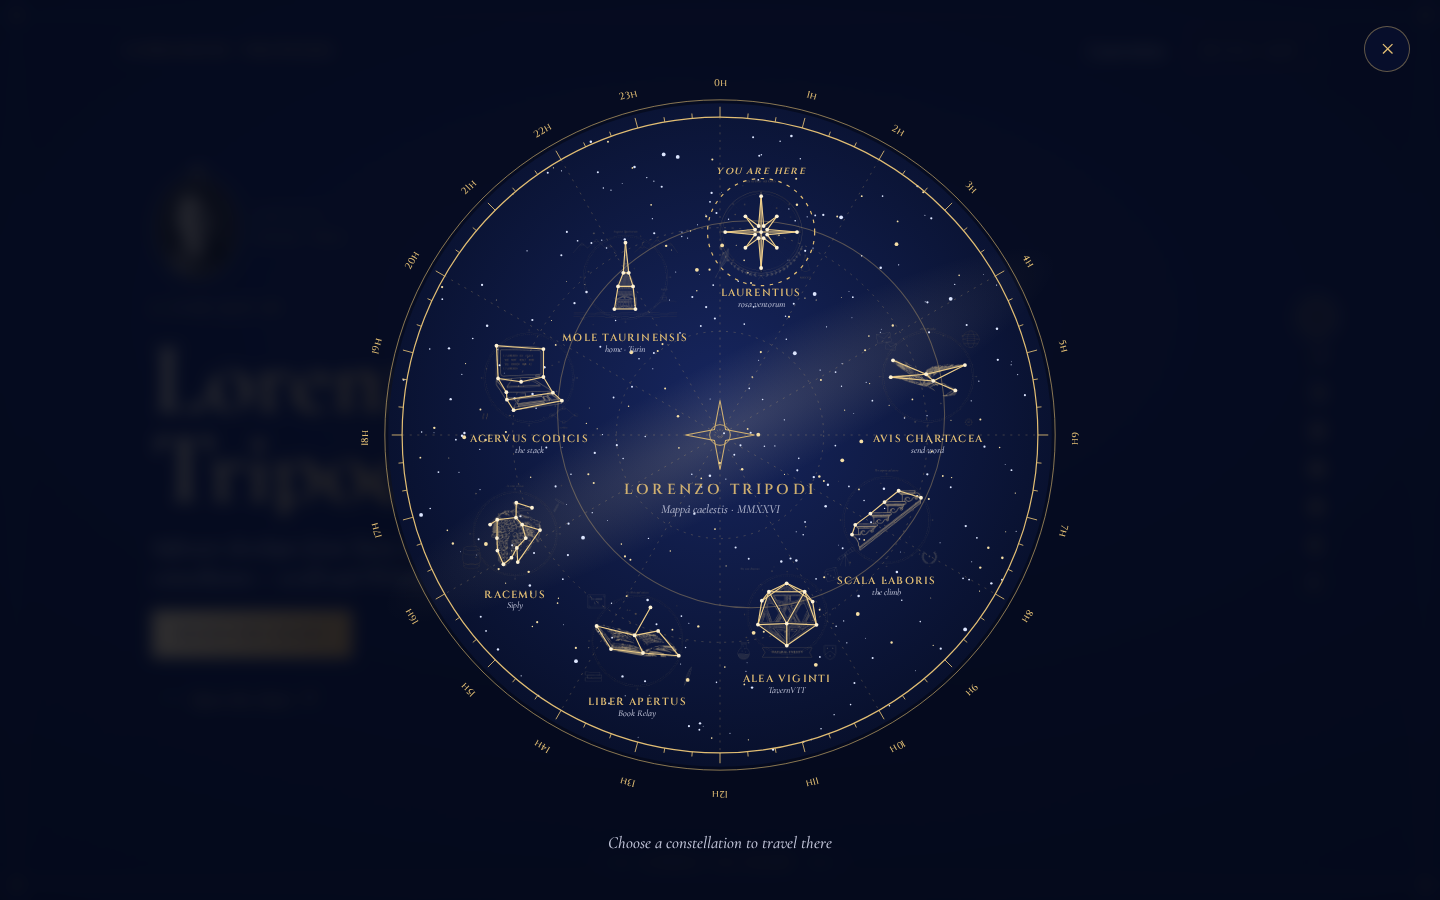 0H
1H
2H
3H
4H
5H
6H
7H
8H
9H
10H
11H
12H
13H
14H
15H
16H
17H
18H
19H
20H
21H
22H
23H
YOU ARE HERE
LAURENTIUS
rosa ventorum
MOLE TAURINENSIS
home · Turin
ACERVUS CODICIS
the stack
AVIS CHARTACEA
send word
LORENZO TRIPODI
Mappa caelestis · MMXXVI
RACEMUS
Siply
SCALA LABORIS
the climb
ALEA VIGINTI
TavernVTT
LIBER APERTUS
Book Relay
Choose a constellation to travel there
Loren
Tripo